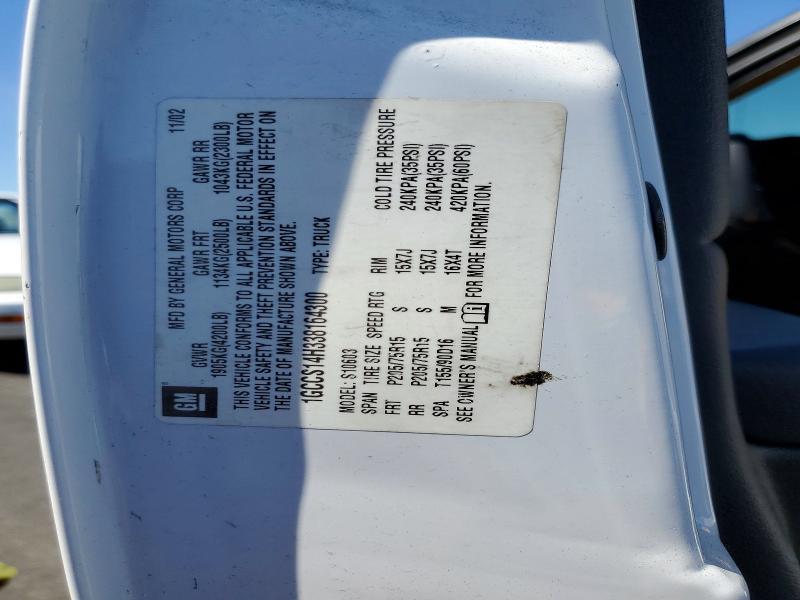 GM
MFD BY GENERAL MOTORS CORP 11/02
GVWR GAWR FRT GAWR RR
1905KG(4200LB) 1134KG(2500LB) 1043KG(2300LB)
THIS VEHICLE CONFORMS TO ALL APPLICABLE U.S. FEDERAL MOTOR
VEHICLE SAFETY AND THEFT PREVENTION STANDARDS IN EFFECT ON
THE DATE OF MANUFACTURE SHOWN ABOVE.
1GCCS14H338164300 TYPE: TRUCK
MODEL: S10603
SPAN TIRE SIZE SPEED RTG RIM COLD TIRE PRESSURE
FRT P205/75R15 S 15X7J 240KPA(35PSI)
RR P205/75R15 S 15X7J 240KPA(35PSI)
SPA T155/90D16 M 16X4T 420KPA(60PSI)
SEE OWNER'S MANUAL FOR MORE INFORMATION.